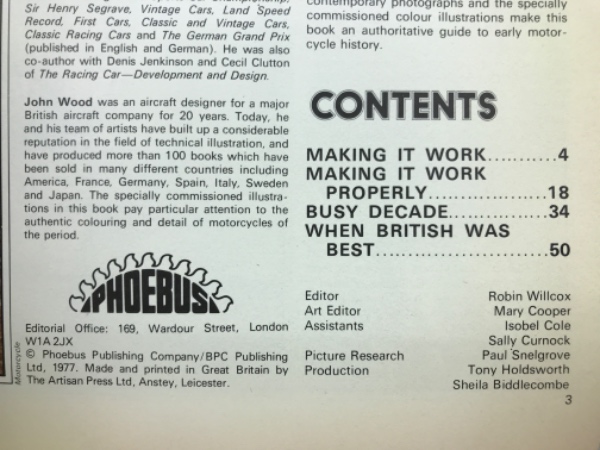 Sir Henry Segrave, Vintage Cars, Land Speed
Record, First Cars, Classic and Vintage Cars,
Classic Racing Cars and The German Grand Prix
(published in English and German). He was also
co-author with Denis Jenkinson and Cecil Clutton
of The Racing Car—Development and Design.
John Wood was an aircraft designer for a major
British aircraft company for 20 years. Today, he
and his team of artists have built up a considerable
reputation in the field of technical illustration, and
have produced more than 100 books which have
been sold in many different countries including
America, France, Germany, Spain, Italy, Sweden
and Japan. The specially commissioned illustra-
tions in this book pay particular attention to the
authentic colouring and detail of motorcycles of
the period.
PHOEBUS
Editorial Office: 169, Wardour Street, London
W1A 2JX
© Phoebus Publishing Company/BPC Publishing
Ltd, 1977. Made and printed in Great Britain by
The Artisan Press Ltd, Anstey, Leicester.
Motorcycle
contemporary photographs and the specially
commissioned colour illustrations make this
book an authoritative guide to early motor-
cycle history.
CONTENTS
MAKING IT WORK...........4
MAKING IT WORK
PROPERLY..................18
BUSY DECADE...............34
WHEN BRITISH WAS
BEST..........................50
Editor Robin Willcox
Art Editor Mary Cooper
Assistants Isobel Cole
Sally Curnock
Picture Research Paul Snelgrove
Production Tony Holdsworth
Sheila Biddlecombe
3